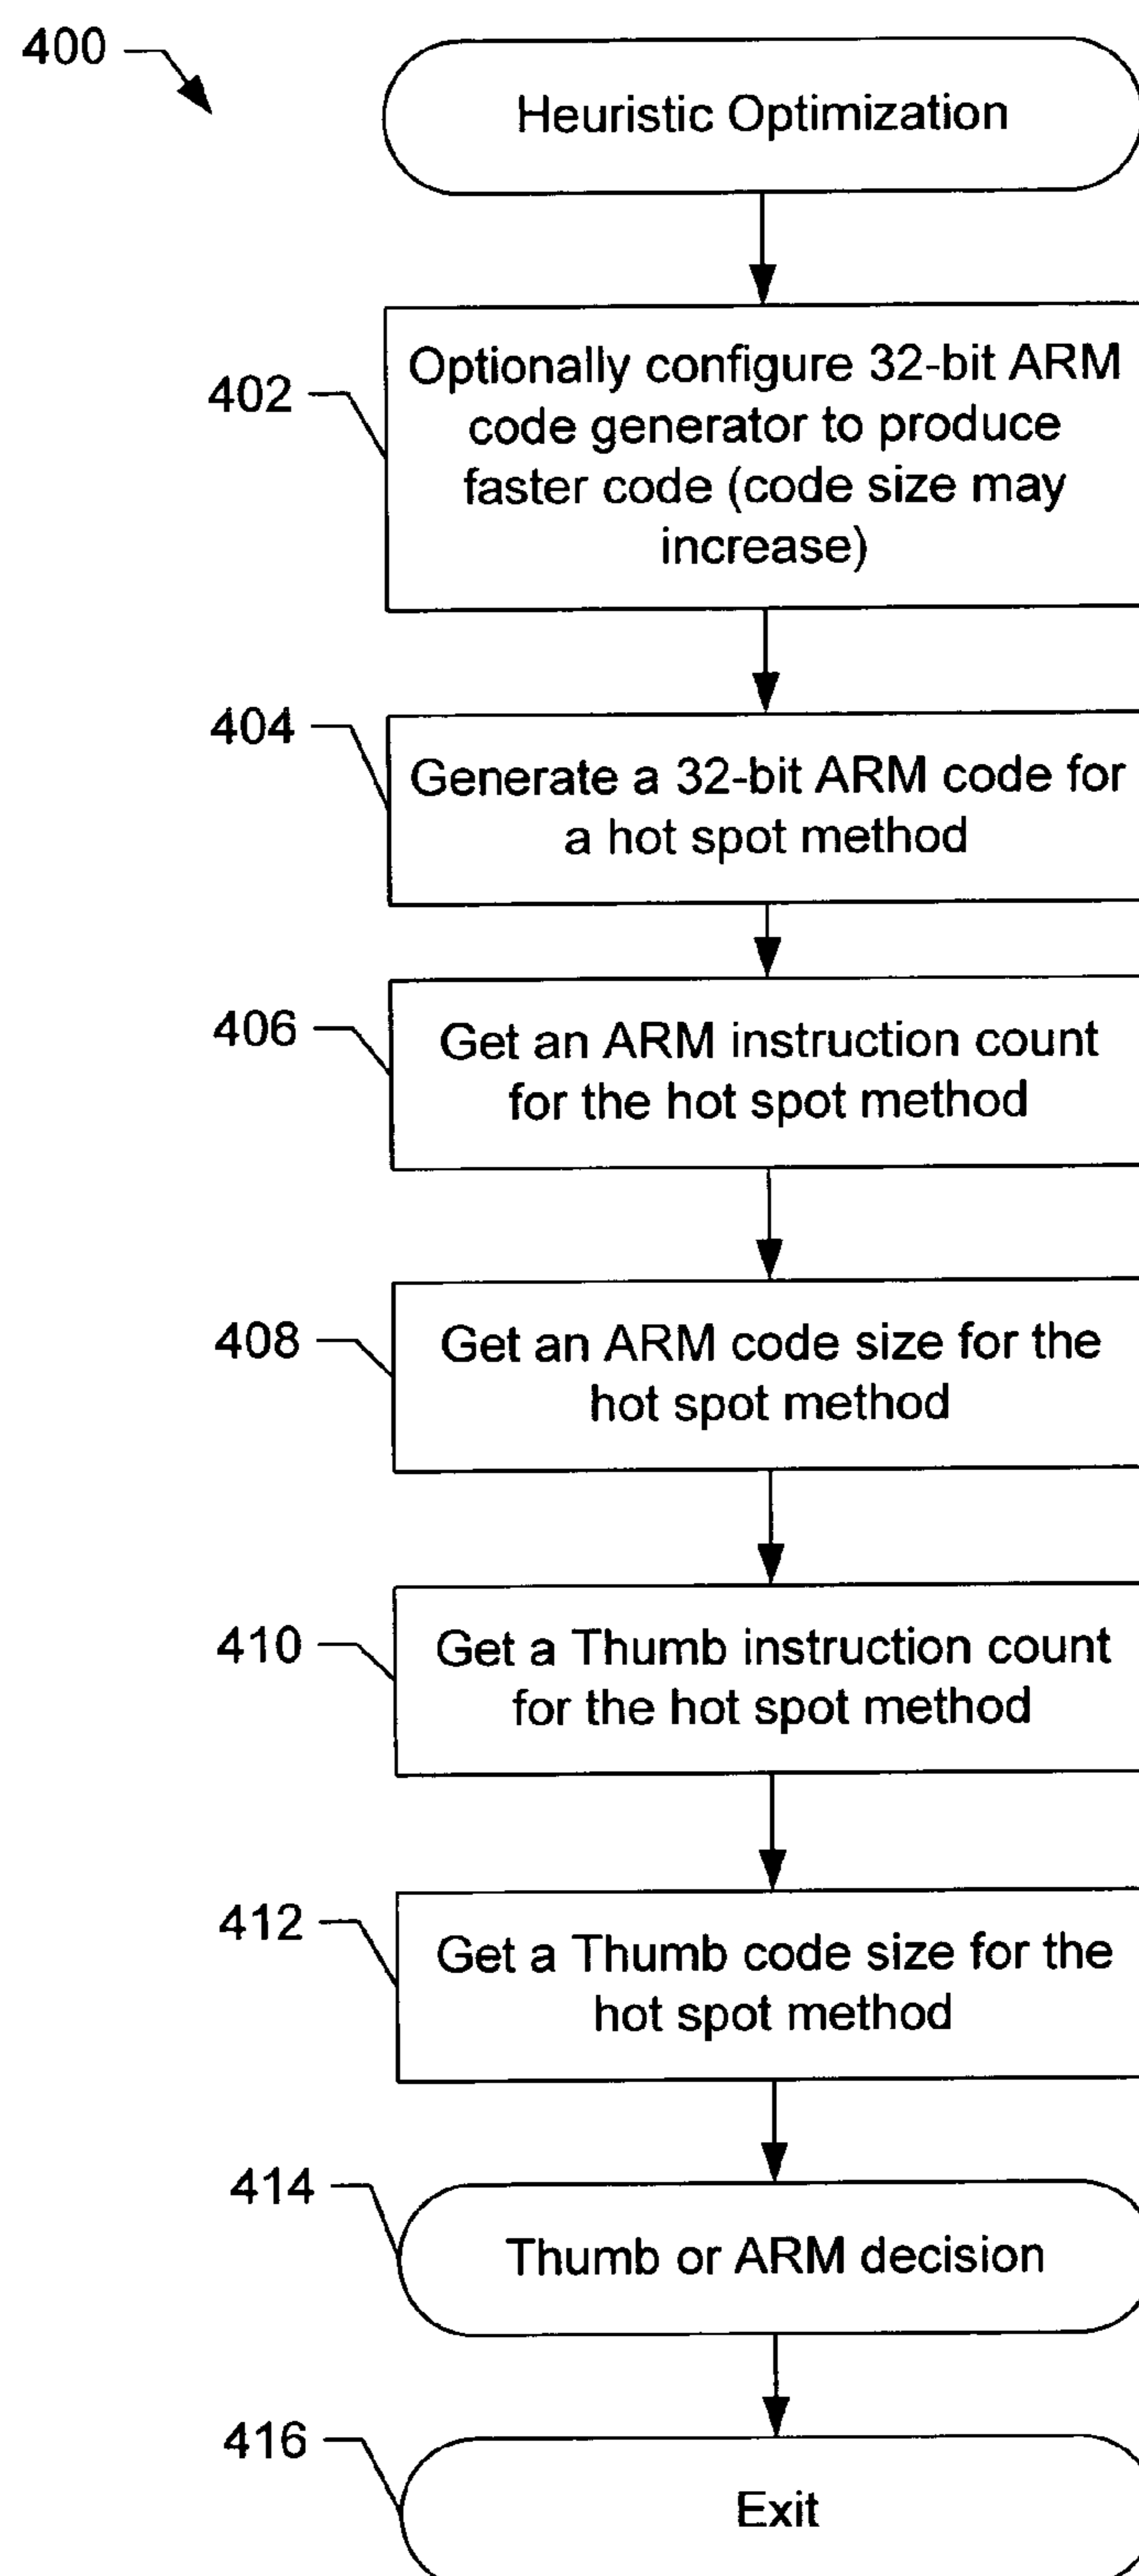 400
Heuristic Optimization
402
Optionally configure 32-bit ARM
code generator to produce
faster code (code size may
increase)
404
Generate a 32-bit ARM code for
a hot spot method
406
Get an ARM instruction count
for the hot spot method
408
Get an ARM code size for the
hot spot method
410
Get a Thumb instruction count
for the hot spot method
412
Get a Thumb code size for the
hot spot method
414
Thumb or ARM decision
416
Exit